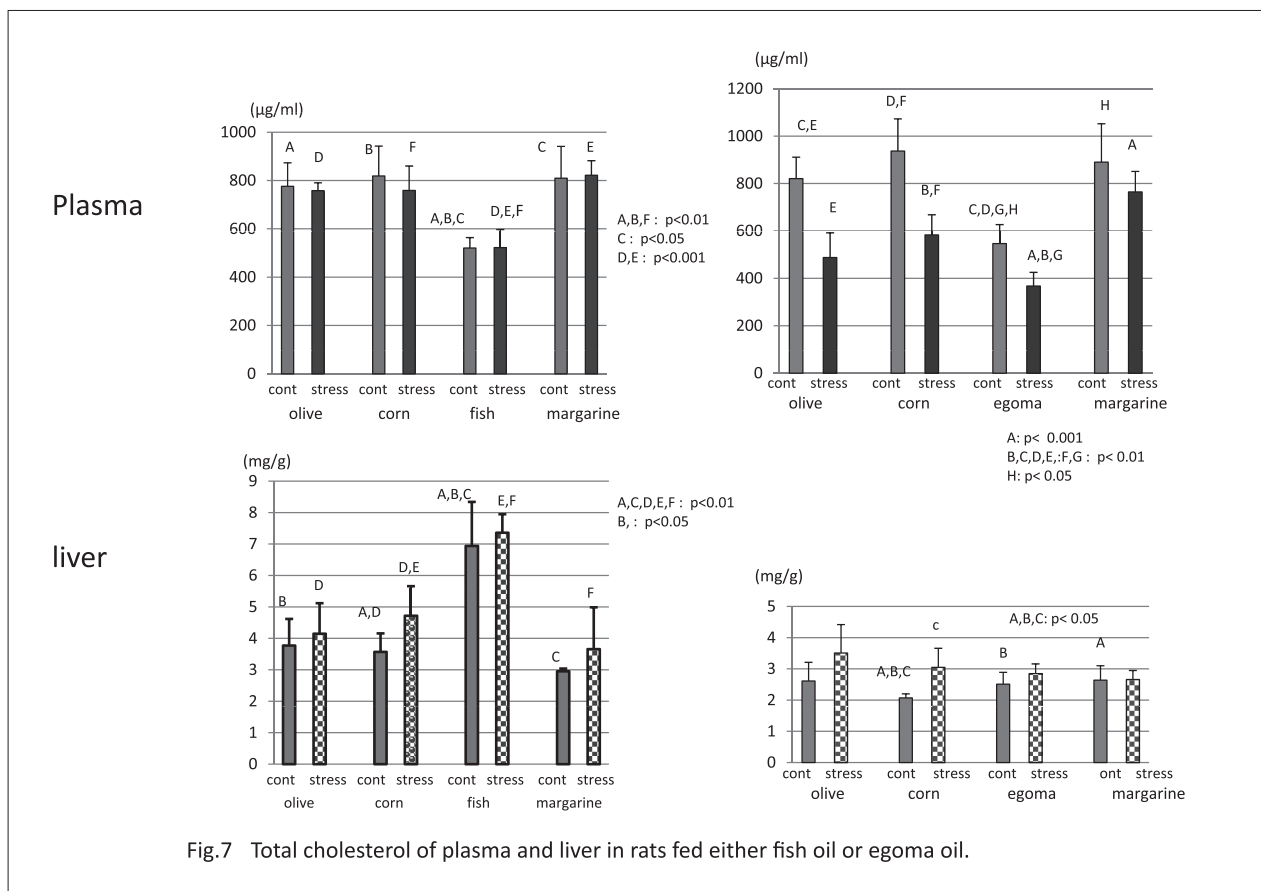 Plasma
(µg/ml)
1000
800
600
400
200
0
A
D
B
F
A,B,C
D,E,F
C
E
cont stress cont stress cont stress cont stress
olive corn fish margarine
A,B,F : p<0.01
C : p<0.05
D,E : p<0.001
(µg/ml)
1200
1000
800
600
400
200
0
C,E
E
D,F
B,F
C,D,G,H
A,B,G
H
A
cont stress cont stress cont stress cont stress
olive corn egoma margarine
A: p< 0.001
B,C,D,E,:F,G : p< 0.01
H: p< 0.05
liver
(mg/g)
9
8
7
6
5
4
3
2
1
0
B
D
A,D
D,E
A,B,C
E,F
C
F
cont stress cont stress cont stress cont stress
olive corn fish margarine
A,C,D,E,F : p<0.01
B, : p<0.05
(mg/g)
5
4
3
2
1
0
A,B,C: p< 0.05
A,B,C
c
B
A
cont stress cont stress cont stress ont stress
olive corn egoma margarine
Fig.7 Total cholesterol of plasma and liver in rats fed either fish oil or egoma oil.